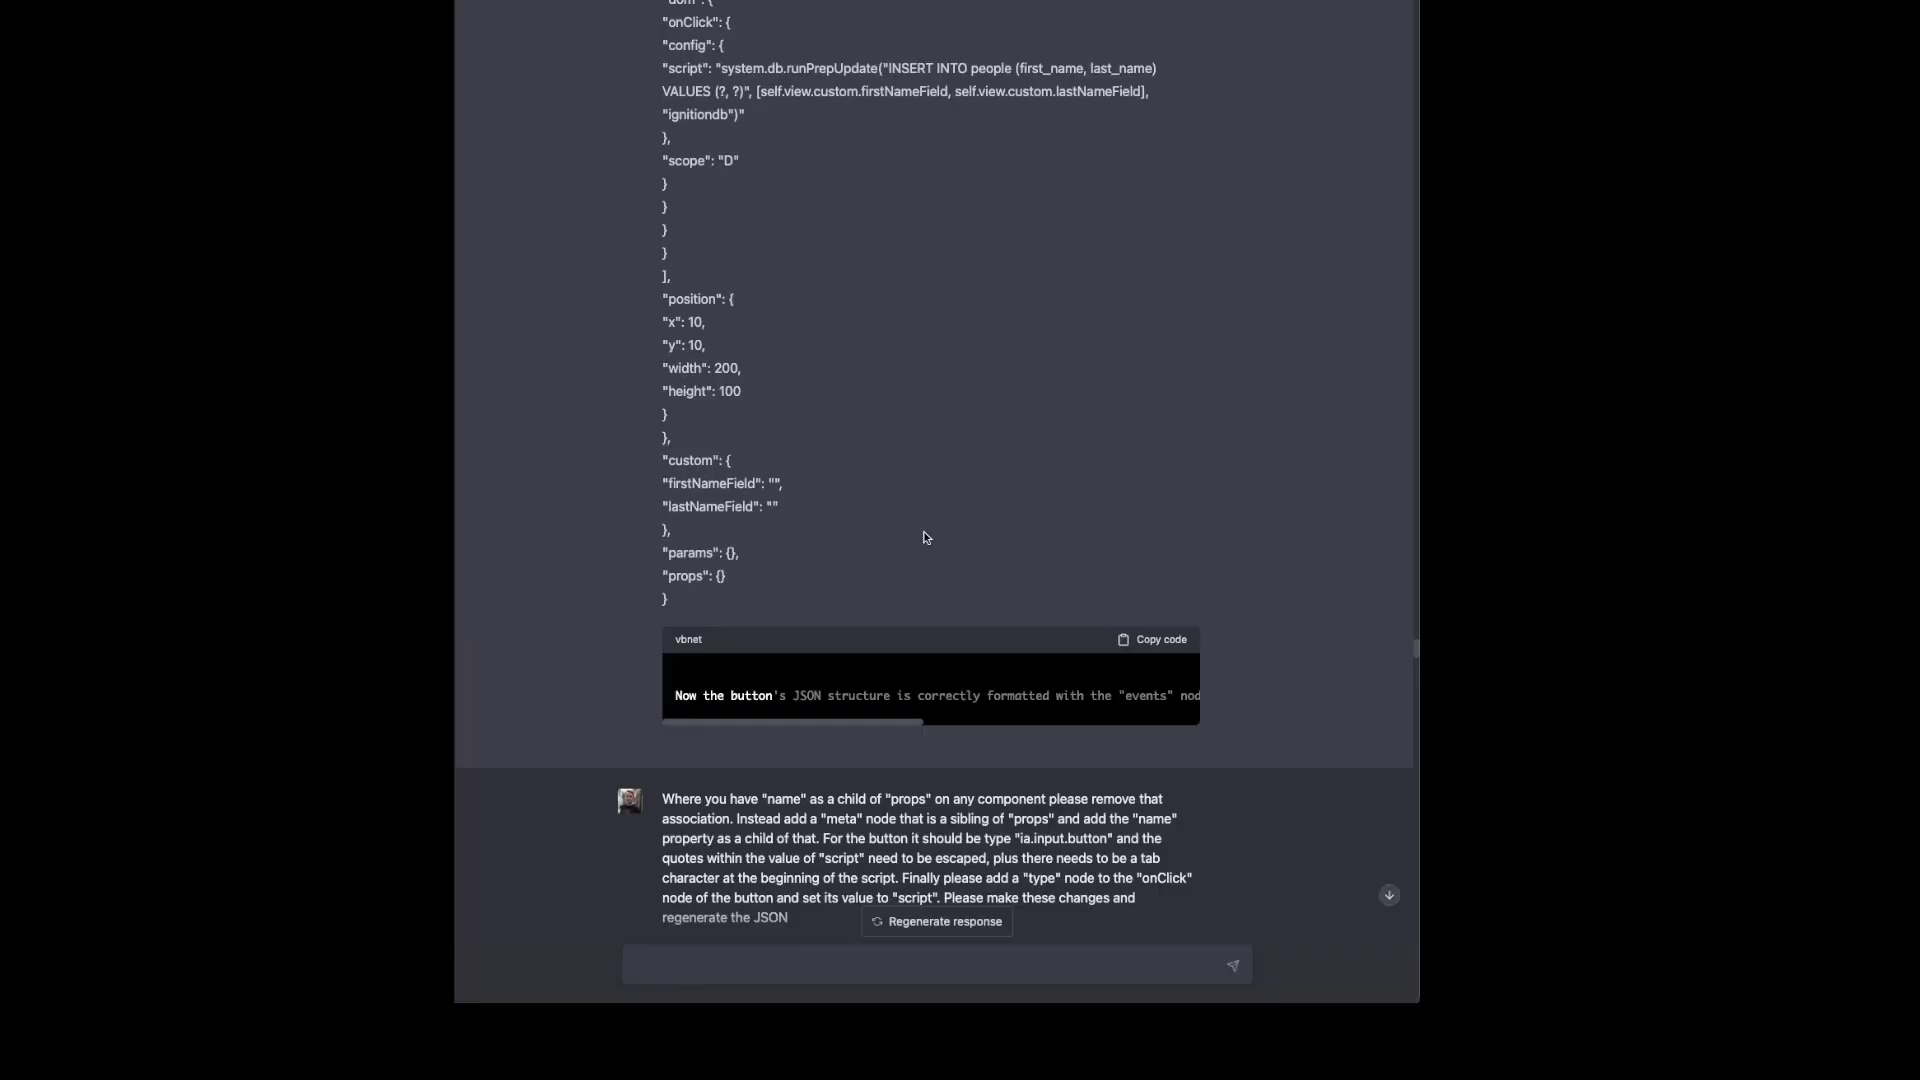 "dom": {
"onClick": {
"config": {
"script": "system.db.runPrepUpdate("INSERT INTO people (first_name, last_name)
VALUES (?, ?)", [self.view.custom.firstNameField, self.view.custom.lastNameField],
"ignitiondb")"
},
"scope": "D"
}
}
}
}
],
"position": {
"x": 10,
"y": 10,
"width": 200,
"height": 100
}
},
"custom": {
"firstNameField": "",
"lastNameField": ""
},
"params": {},
"props": {}
}
vbnet
Copy code
Now the button's JSON structure is correctly formatted with the "events" nod
Where you have "name" as a child of "props" on any component please remove that
association. Instead add a "meta" node that is a sibling of "props" and add the "name"
property as a child of that. For the button it should be type "ia.input.button" and the
quotes within the value of "script" need to be escaped, plus there needs to be a tab
character at the beginning of the script. Finally please add a "type" node to the "onClick"
node of the button and set its value to "script". Please make these changes and
regenerate the JSON
Regenerate response